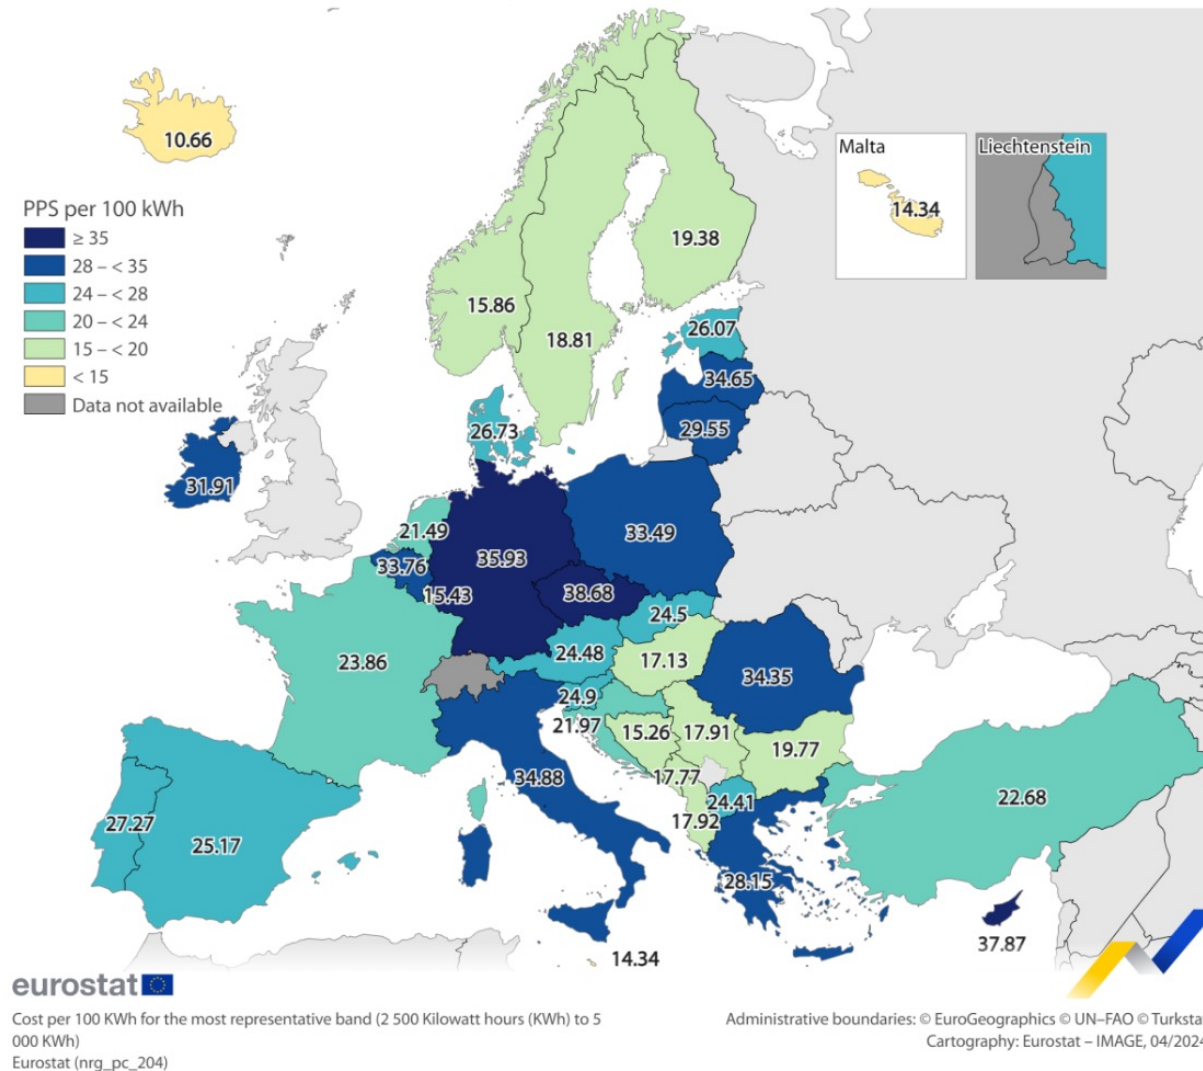 10.66
Malta
Liechtenstein
14.34
PPS per 100 kWh
≥ 35
28 – < 35
24 – < 28
20 – < 24
15 – < 20
< 15
Data not available
19.38
15.86
18.81
26.07
34.65
29.55
26.73
31.91
21.49
33.76
15.43
35.93
33.49
38.68
24.5
23.86
24.48
17.13
34.35
24.9
21.97
15.26
17.91
19.77
34.88
17.77
24.41
17.92
22.68
27.27
25.17
28.15
37.87
14.34
eurostat
Cost per 100 KWh for the most representative band (2 500 Kilowatt hours (KWh) to 5
000 KWh)
Eurostat (nrg_pc_204)
Administrative boundaries: © EuroGeographics © UN–FAO © Turkstat
Cartography: Eurostat – IMAGE, 04/2024